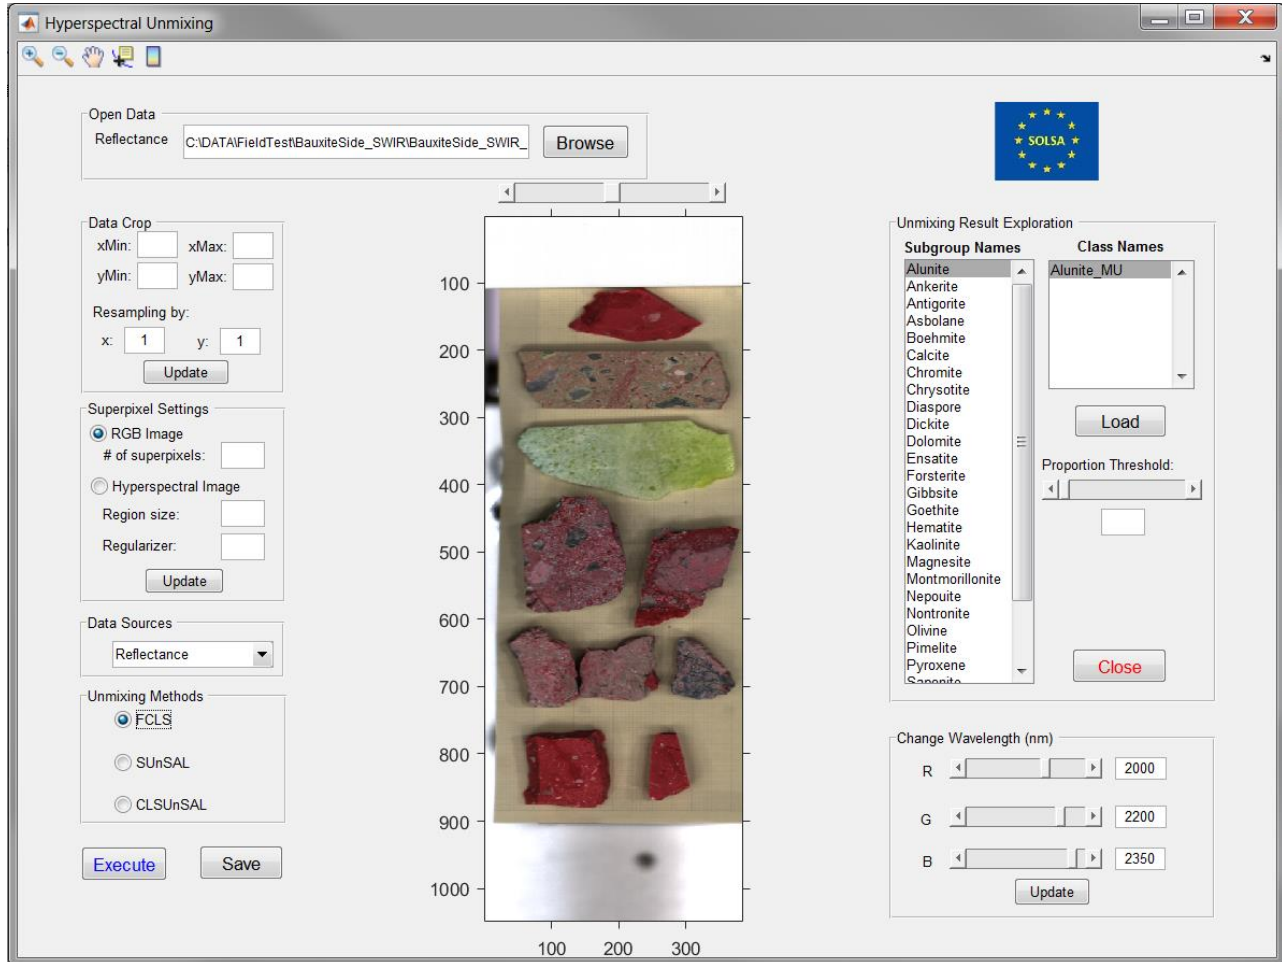 Hyperspectral Unmixing
Open Data
Reflectance
C:\DATA\FieldTest\BauxiteSide_SWIR\BauxiteSide_SWIR_
Browse
SOLSA
Data Crop
xMin:
xMax:
yMin:
yMax:
Resampling by:
x: 1
y: 1
Update
Superpixel Settings
RGB Image
# of superpixels:
Hyperspectral Image
Region size:
Regularizer:
Update
Data Sources
Reflectance
Unmixing Methods
FCLS
SUnSAL
CLSUnSAL
Execute
Save
100
200
300
400
500
600
700
800
900
1000
100 200 300
Unmixing Result Exploration
Subgroup Names
Alunite
Ankerite
Antigorite
Asbolane
Boehmite
Calcite
Chromite
Chrysotite
Diaspore
Dickite
Dolomite
Ensatite
Forsterite
Gibbsite
Goethite
Hematite
Kaolinite
Magnesite
Montmorillonite
Nepouite
Nontronite
Olivine
Pimelite
Pyroxene
Saponite
Class Names
Alunite_MU
Load
Proportion Threshold:
Close
Change Wavelength (nm)
R 2000
G 2200
B 2350
Update